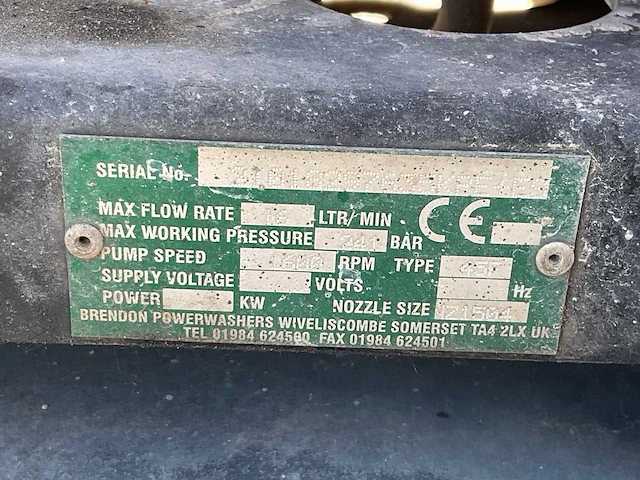 SERIAL No.
MAX FLOW RATE LTR/MIN CE
MAX WORKING PRESSURE 241 BAR
PUMP SPEED RPM TYPE
SUPPLY VOLTAGE VOLTS Hz
POWER KW NOZZLE SIZE
BRENDON POWERWASHERS WIVELISCOMBE SOMERSET TA4 2LX UK
TEL 01984 624500 FAX 01984 624501